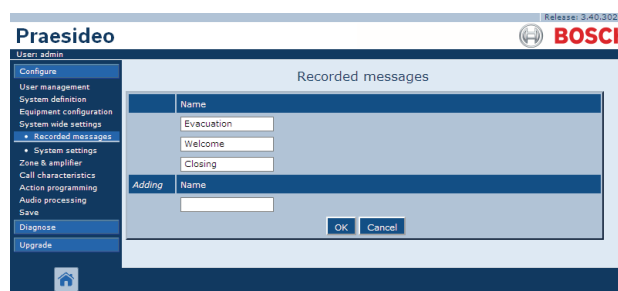 Release: 3.40.302
Praesideo
BOSCH
User: admin
Configure
User management
System definition
Equipment configuration
System wide settings
• Recorded messages
• System settings
Zone & amplifier
Call characteristics
Action programming
Audio processing
Save
Diagnose
Upgrade
Recorded messages
Name
Evacuation
Welcome
Closing
Adding Name
OK Cancel